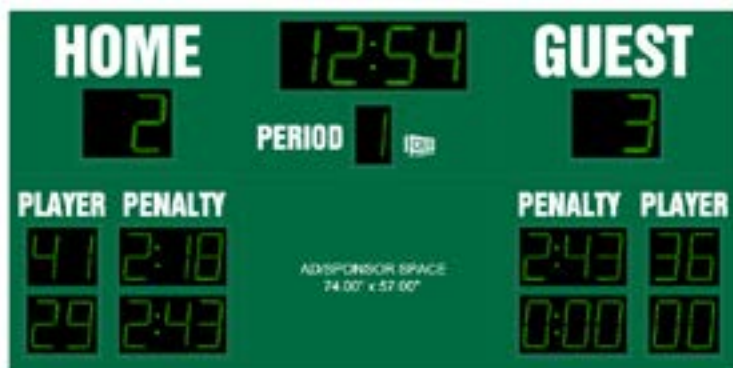 HOME 12:54 GUEST
2 PERIOD 1 3
PLAYER PENALTY PENALTY PLAYER
41 2:18 2:43 36
AD/SPONSOR SPACE
74.00" x 57.00"
29 2:43 0:00 00